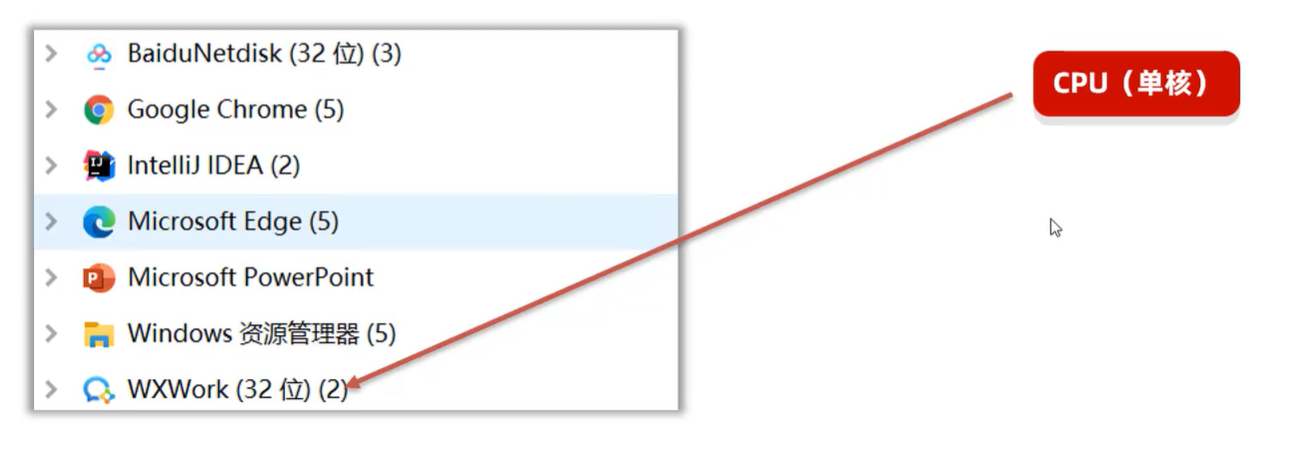 BaiduNetdisk (32 位) (3)
Google Chrome (5)
IntelliJ IDEA (2)
Microsoft Edge (5)
Microsoft PowerPoint
Windows 资源管理器 (5)
WXWork (32 位) (2)
CPU（单核）